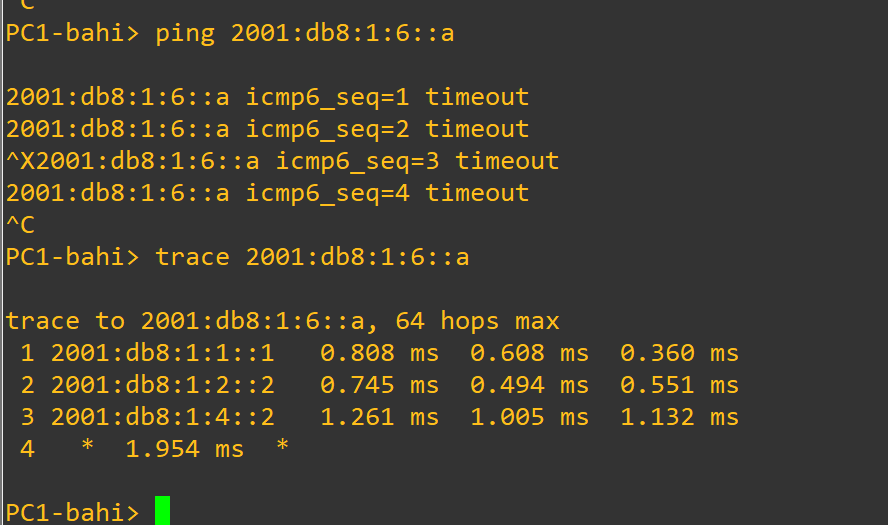 ^C
PC1-bahi> ping 2001:db8:1:6::a
2001:db8:1:6::a icmp6_seq=1 timeout
2001:db8:1:6::a icmp6_seq=2 timeout
^X2001:db8:1:6::a icmp6_seq=3 timeout
2001:db8:1:6::a icmp6_seq=4 timeout
^C
PC1-bahi> trace 2001:db8:1:6::a
trace to 2001:db8:1:6::a, 64 hops max
1 2001:db8:1:1::1   0.808 ms  0.608 ms  0.360 ms
2 2001:db8:1:2::2   0.745 ms  0.494 ms  0.551 ms
3 2001:db8:1:4::2   1.261 ms  1.005 ms  1.132 ms
4   *  1.954 ms  *
PC1-bahi>